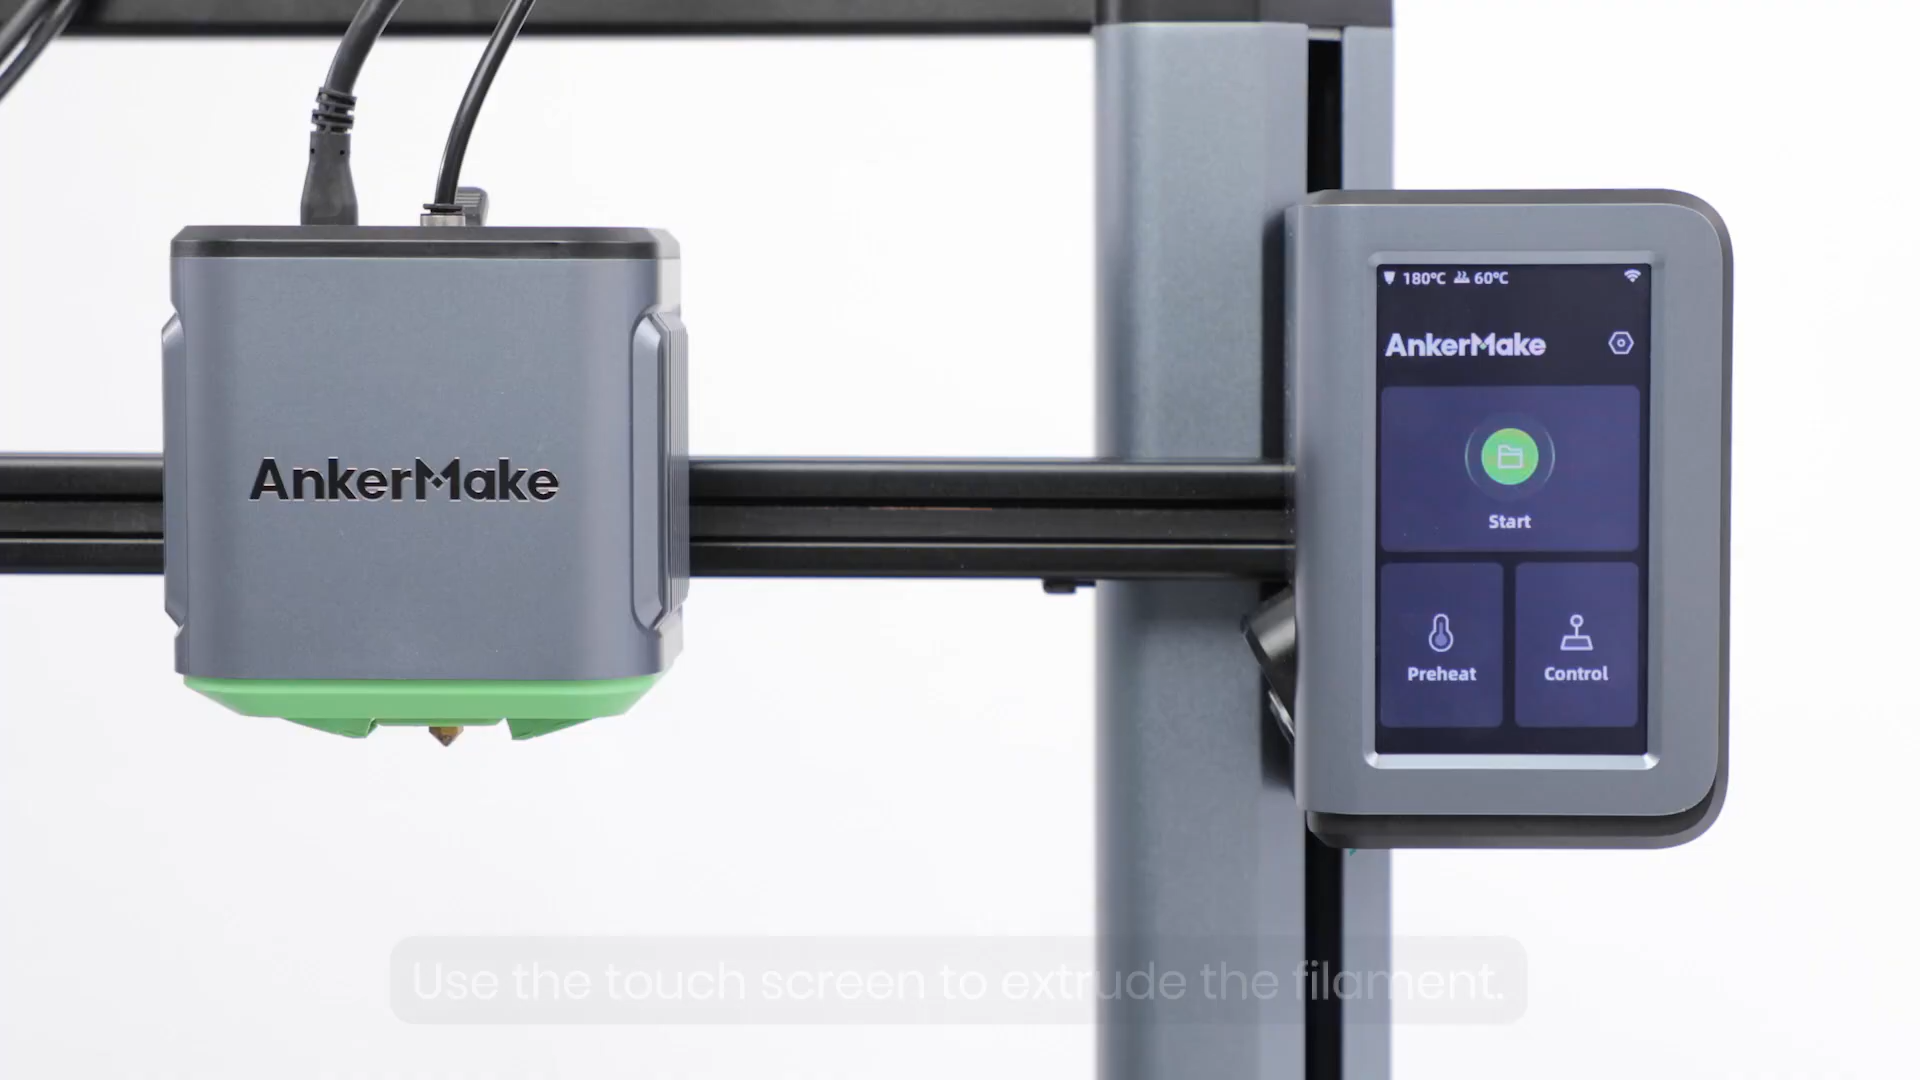 AnkerMake
180°C 60°C
AnkerMake
Start
Preheat
Control
Use the touch screen to extrude the filament.